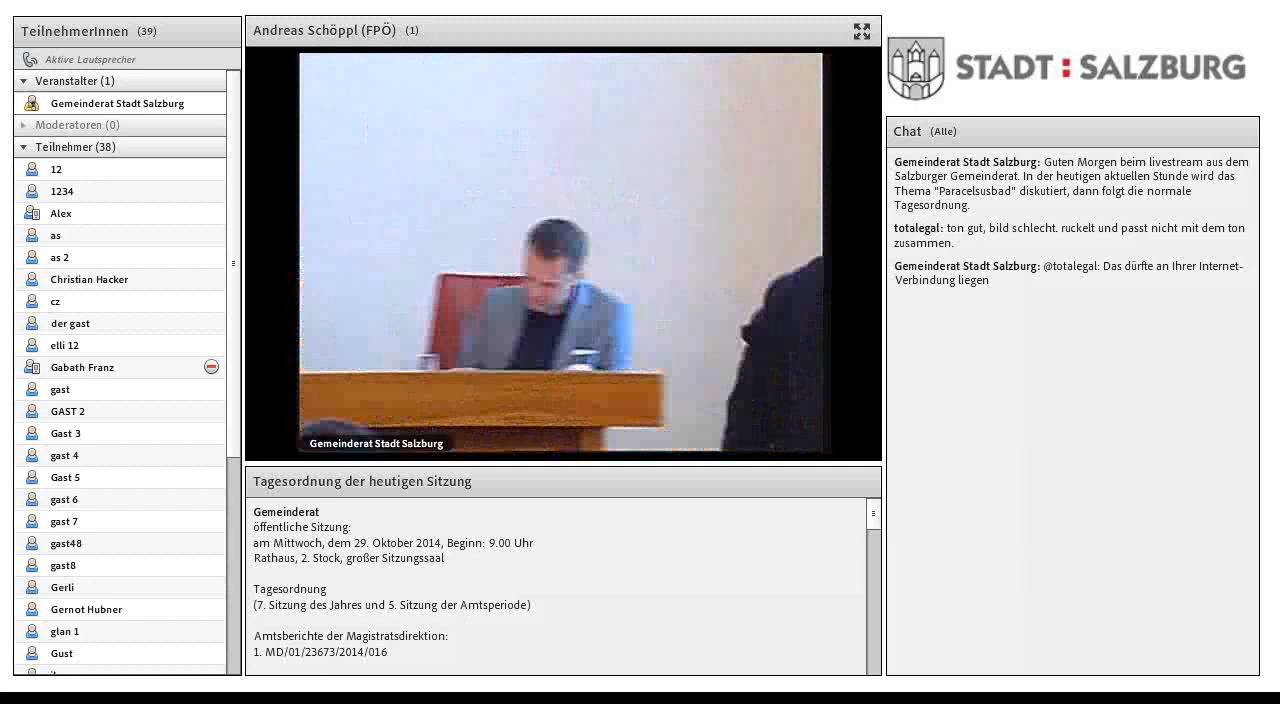 TeilnehmerInnen (39)
Aktive Lautsprecher
Veranstalter (1)
Gemeinderat Stadt Salzburg
Moderatoren (0)
Teilnehmer (38)
12
1234
Alex
as
as 2
Christian Hacker
cz
der gast
elli 12
Gabath Franz
gast
GAST 2
Gast 3
gast 4
Gast 5
gast 6
gast 7
gast48
gast8
Gerli
Gernot Hubner
glan 1
Gust
Andreas Schöppl (FPÖ) (1)
Gemeinderat Stadt Salzburg
Tagesordnung der heutigen Sitzung
Gemeinderat
öffentliche Sitzung:
am Mittwoch, dem 29. Oktober 2014, Beginn: 9.00 Uhr
Rathaus, 2. Stock, großer Sitzungssaal
Tagesordnung
(7. Sitzung des Jahres und 5. Sitzung der Amtsperiode)
Amtsberichte der Magistratsdirektion:
1. MD/01/23673/2014/016
STADT : SALZBURG
Chat (Alle)
Gemeinderat Stadt Salzburg: Guten Morgen beim livestream aus dem
Salzburger Gemeinderat. In der heutigen aktuellen Stunde wird das
Thema "Paracelsusbad" diskutiert, dann folgt die normale
Tagesordnung.
totalegal: ton gut, bild schlecht. ruckelt und passt nicht mit dem ton
zusammen.
Gemeinderat Stadt Salzburg: @totalegal: Das dürfte an Ihrer Internet-
Verbindung liegen